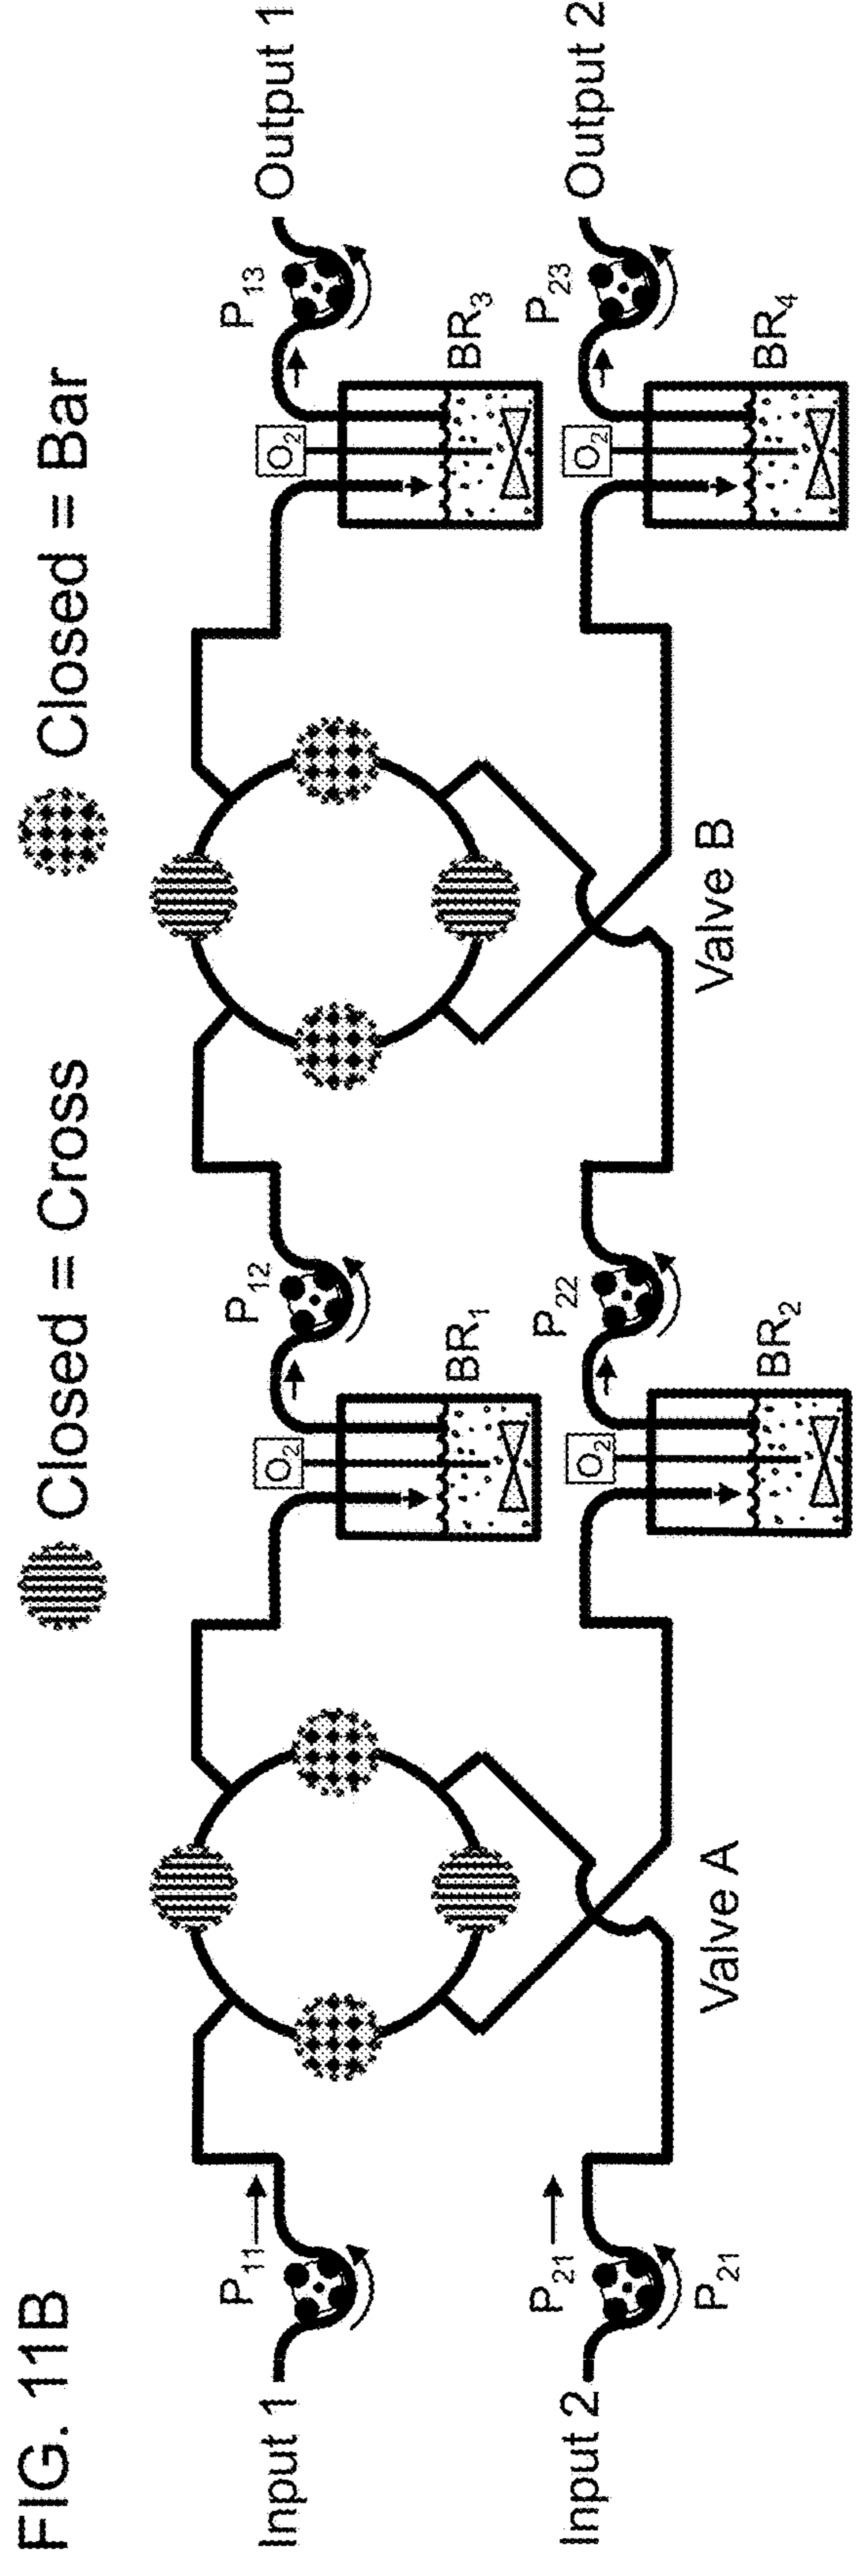 FIG. 11B
Closed = Cross
Closed = Bar
Input 1
P11
O2
BR1
P12
O2
BR3
P13
Output 1
Input 2
P21
P21
Valve A
O2
BR2
P22
Valve B
O2
BR4
P23
Output 2